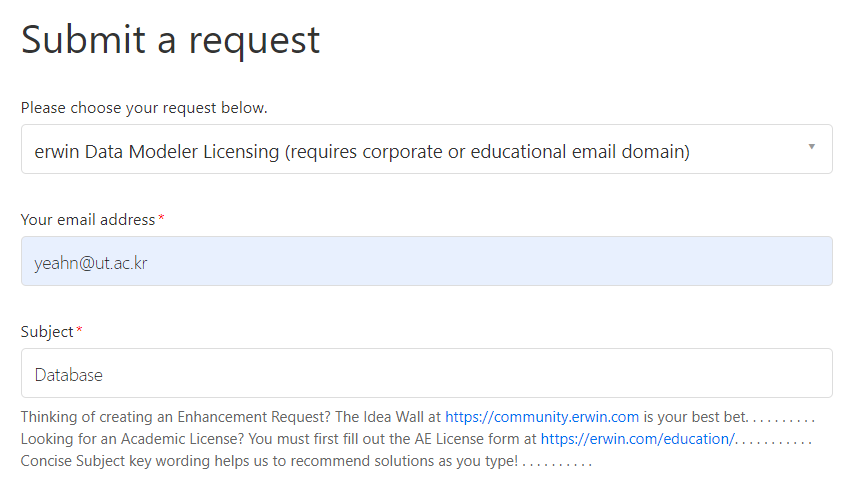 Submit a request
Please choose your request below.
erwin Data Modeler Licensing (requires corporate or educational email domain)
Your email address*
yeahn@ut.ac.kr
Subject*
Database
Thinking of creating an Enhancement Request? The Idea Wall at https://community.erwin.com is your best bet. . . . . . . . . .
Looking for an Academic License? You must first fill out the AE License form at https://erwin.com/education/. . . . . . . . . . .
Concise Subject key wording helps us to recommend solutions as you type! . . . . . . . . . .